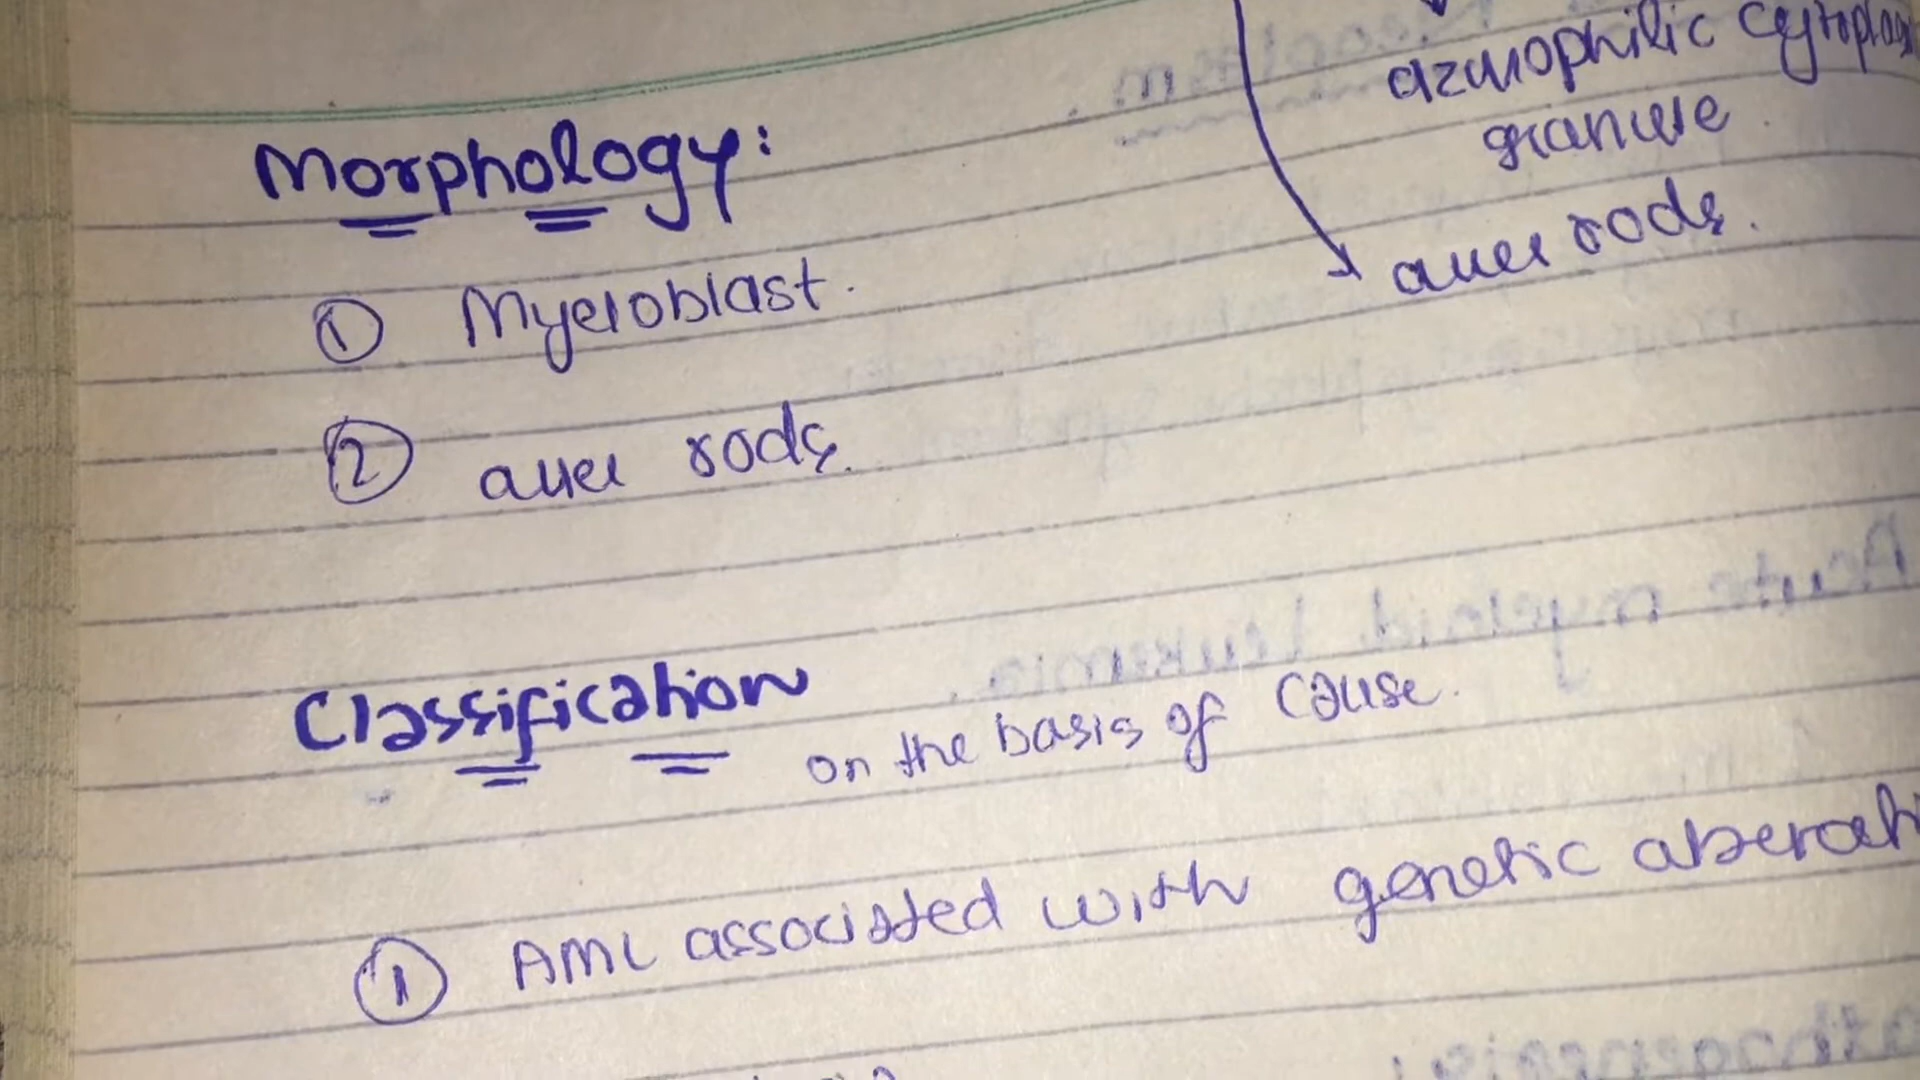 azurophilic cytoplas
granule
auer rods.
Morphology:
① Myeloblast.
② auer rods.
Classification
on the basis of cause.
① AML associated with genetic aberati